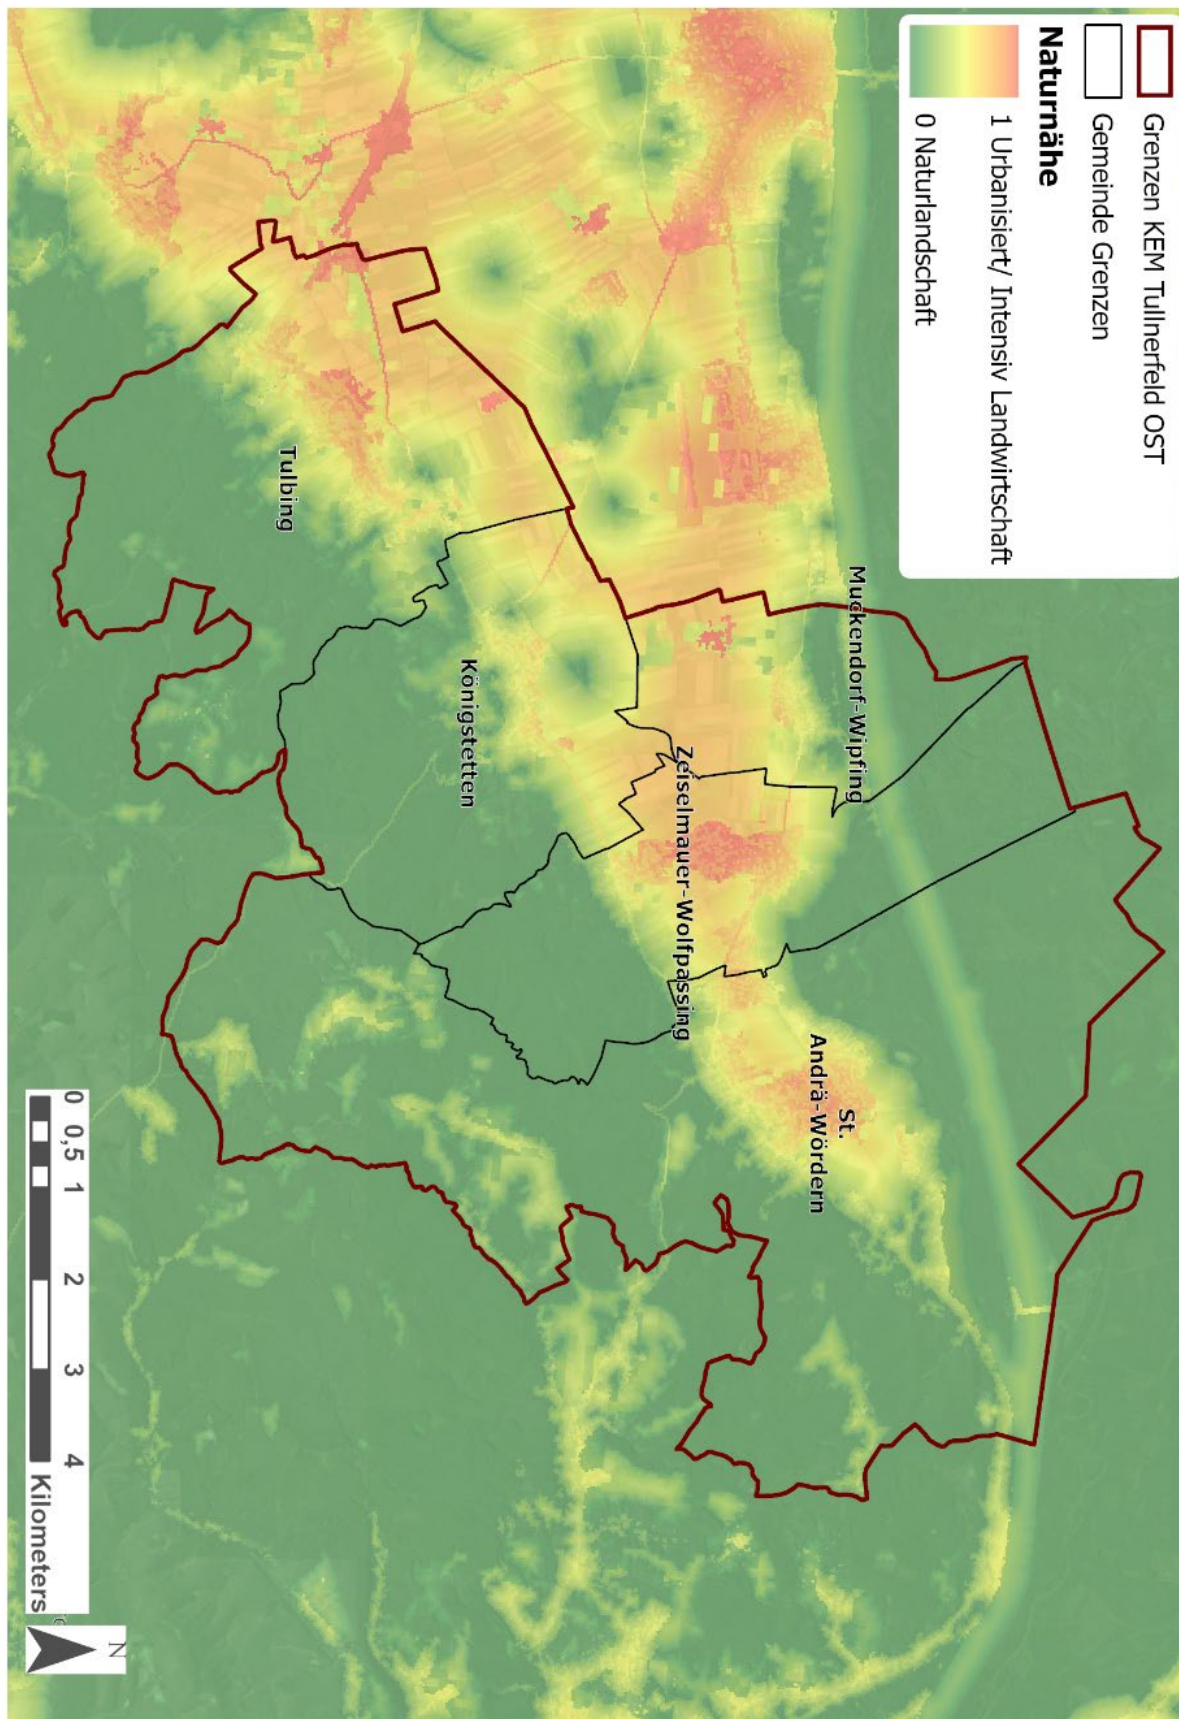 Grenzen KEM Tullnerfeld OST
Gemeinde Grenzen
Naturnähe
1 Urbanisiert/ Intensiv Landwirtschaft
0 Naturlandschaft
Muckendorf-Wipfing
St.
Andrä-Wördern
Zeiselmauer-Wolfpassing
Königstetten
Tulbing
0 0,5 1 2 3 4
Kilometers
N